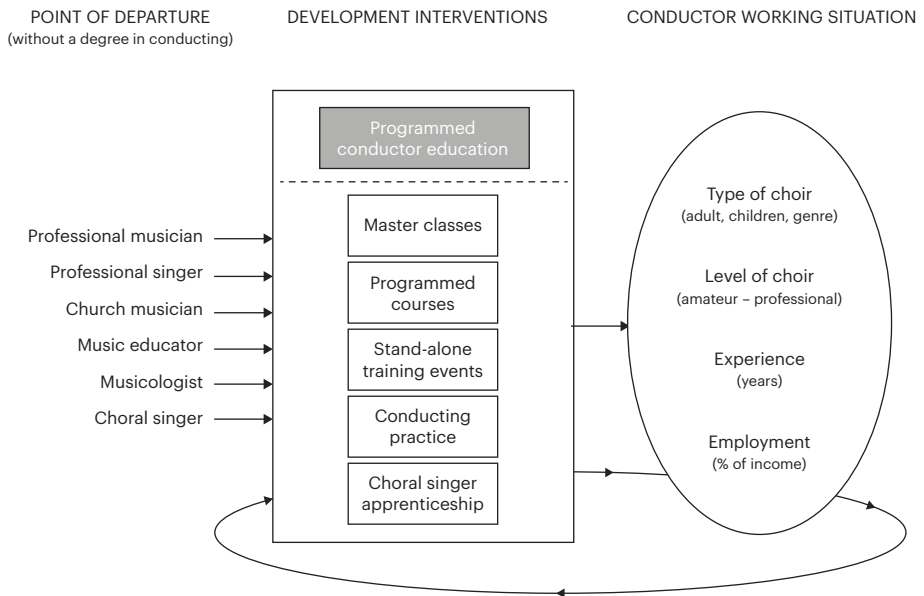 POINT OF DEPARTURE
(without a degree in conducting)
DEVELOPMENT INTERVENTIONS
CONDUCTOR WORKING SITUATION
Programmed
conductor education
Professional musician
Professional singer
Church musician
Music educator
Musicologist
Choral singer
Master classes
Programmed
courses
Stand-alone
training events
Conducting
practice
Choral singer
apprenticeship
Type of choir
(adult, children, genre)
Level of choir
(amateur – professional)
Experience
(years)
Employment
(% of income)